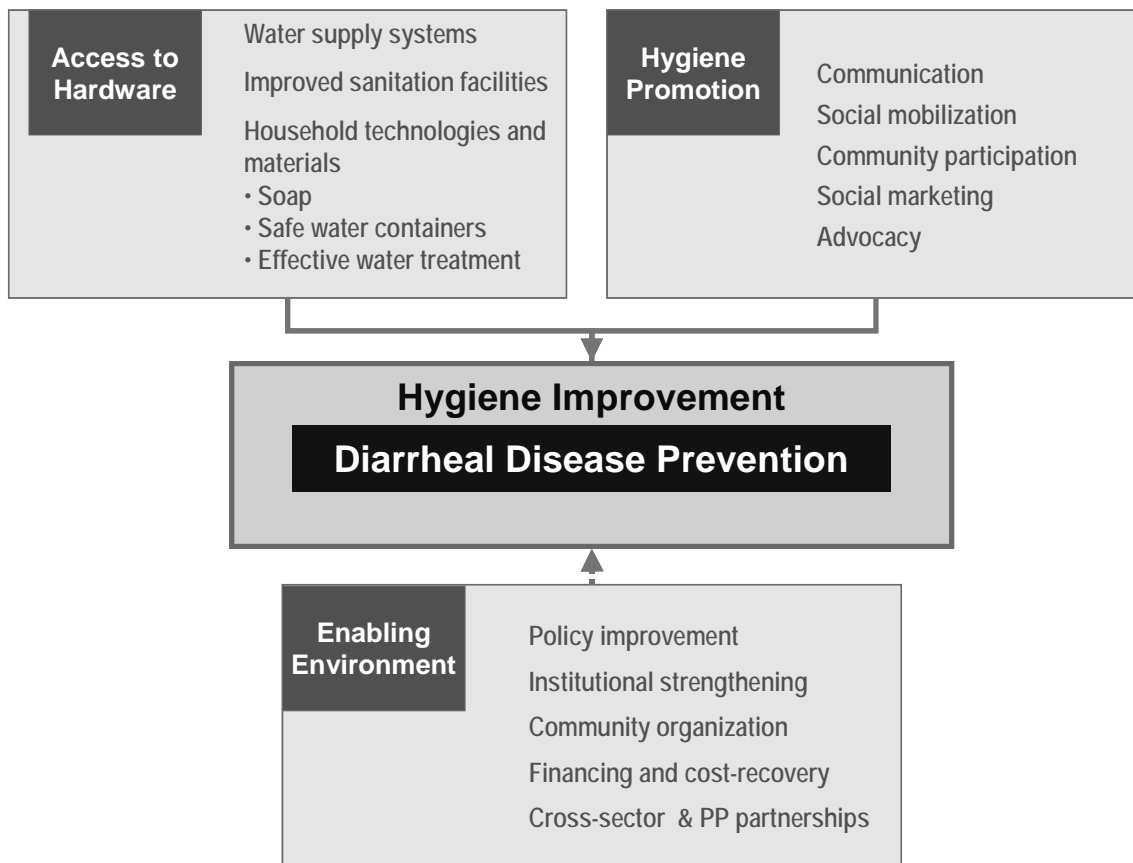 Access to
Hardware
Water supply systems
Improved sanitation facilities
Household technologies and
materials
• Soap
• Safe water containers
• Effective water treatment
Hygiene
Promotion
Communication
Social mobilization
Community participation
Social marketing
Advocacy
Hygiene Improvement
Diarrheal Disease Prevention
Enabling
Environment
Policy improvement
Institutional strengthening
Community organization
Financing and cost-recovery
Cross-sector & PP partnerships